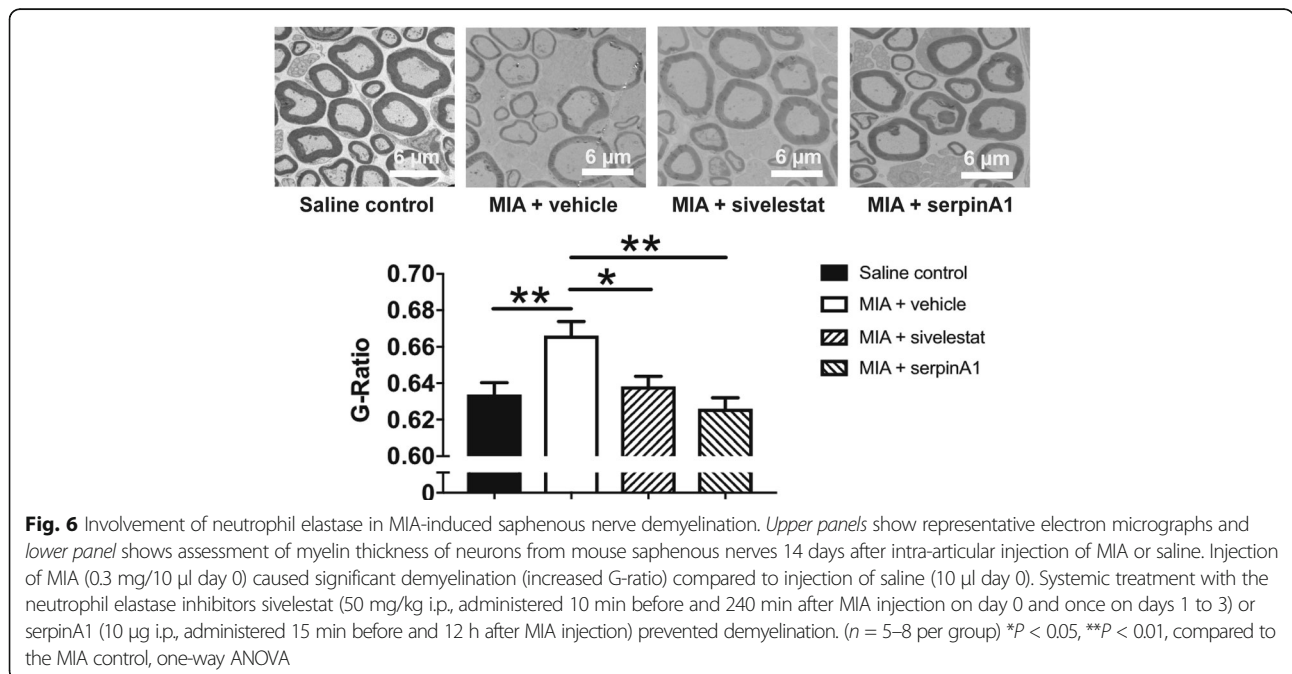 6 µm 6 µm 6 µm 6 µm
Saline control MIA + vehicle MIA + sivelestat MIA + serpinA1
**
** *
0.70
0.68
0.66
0.64
0.62
0.60
0
G-Ratio
Saline control
MIA + vehicle
MIA + sivelestat
MIA + serpinA1
Fig. 6 Involvement of neutrophil elastase in MIA-induced saphenous nerve demyelination. Upper panels show representative electron micrographs and
lower panel shows assessment of myelin thickness of neurons from mouse saphenous nerves 14 days after intra-articular injection of MIA or saline. Injection
of MIA (0.3 mg/10 µl day 0) caused significant demyelination (increased G-ratio) compared to injection of saline (10 µl day 0). Systemic treatment with the
neutrophil elastase inhibitors sivelestat (50 mg/kg i.p., administered 10 min before and 240 min after MIA injection on day 0 and once on days 1 to 3) or
serpinA1 (10 µg i.p., administered 15 min before and 12 h after MIA injection) prevented demyelination. (n = 5–8 per group) *P < 0.05, **P < 0.01, compared to
the MIA control, one-way ANOVA